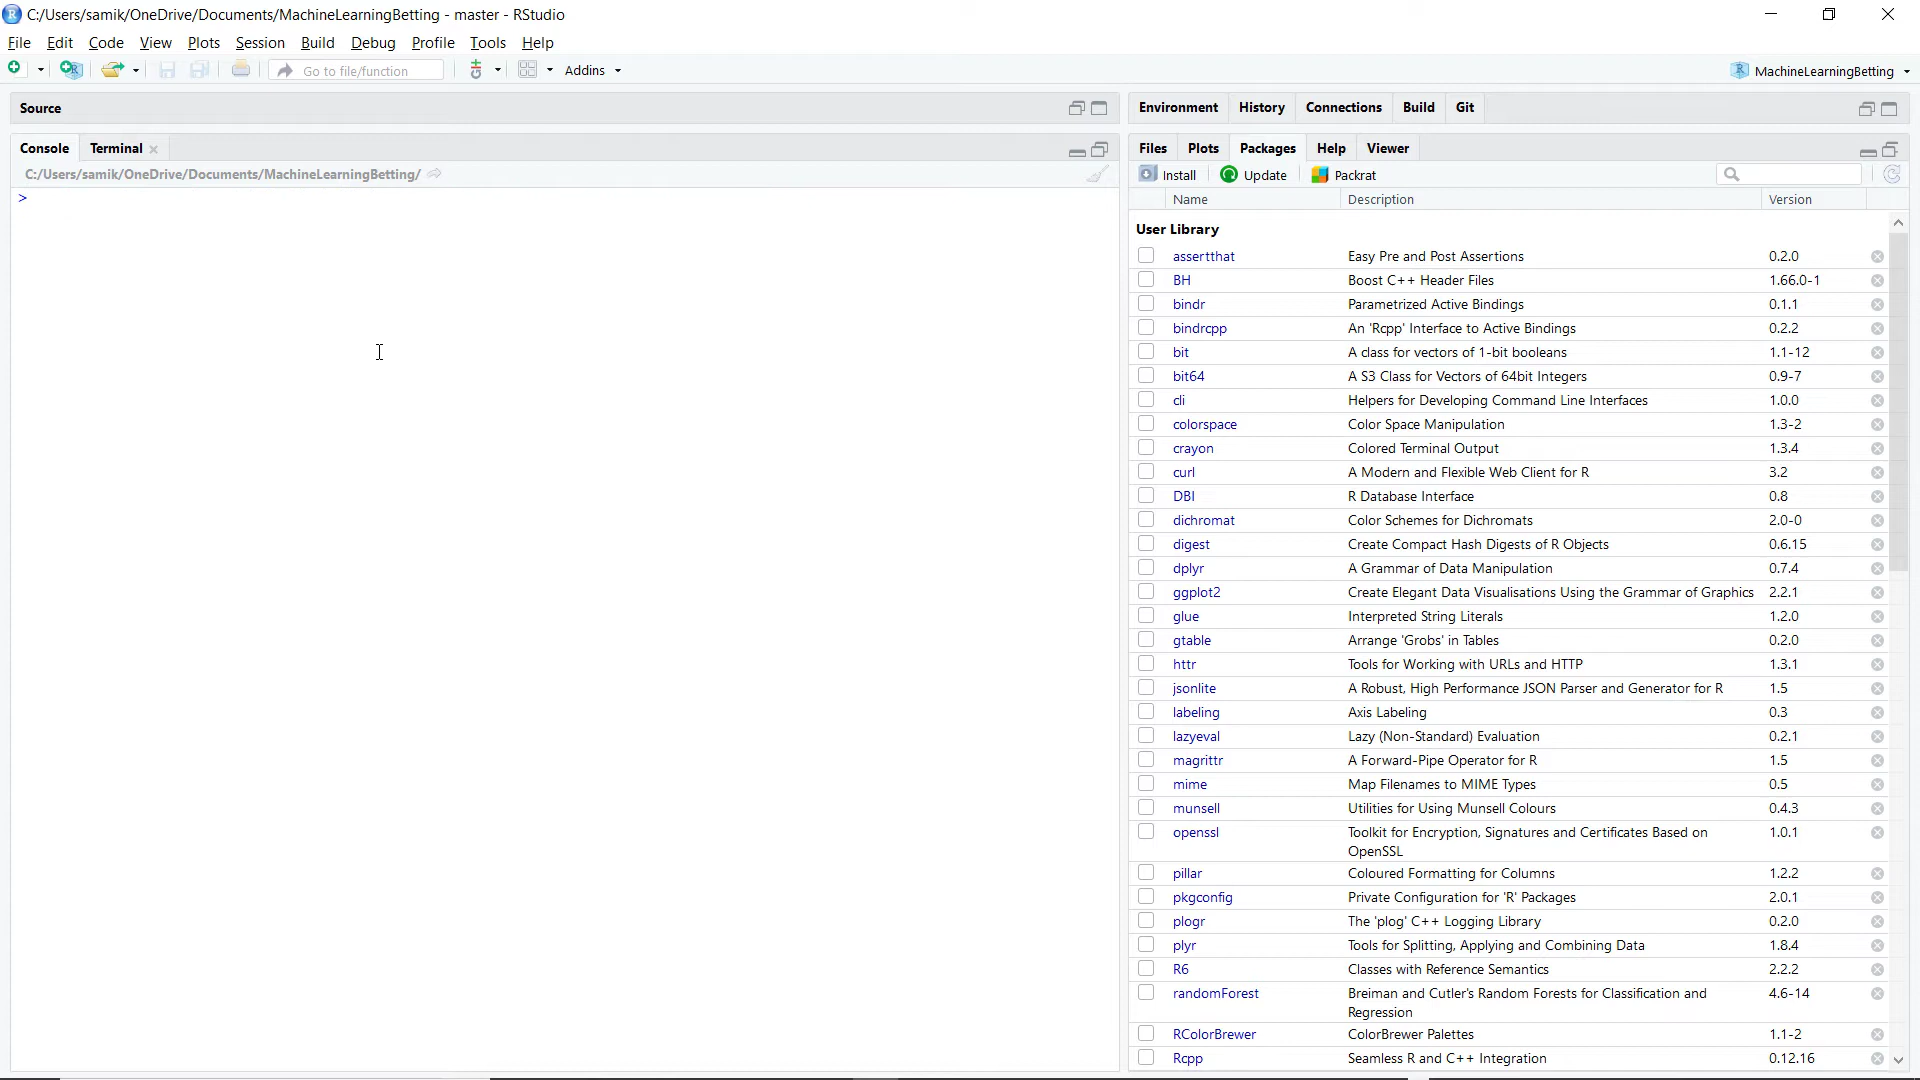 C:/Users/samik/OneDrive/Documents/MachineLearningBetting - master - RStudio
File Edit Code View Plots Session Build Debug Profile Tools Help
Go to file/function Addins MachineLearningBetting
Source
Console Terminal
C:/Users/samik/OneDrive/Documents/MachineLearningBetting/
>
Environment History Connections Build Git
Files Plots Packages Help Viewer
Install Update Packrat
Name Description Version
User Library
assertthat Easy Pre and Post Assertions 0.2.0
BH Boost C++ Header Files 1.66.0-1
bindr Parametrized Active Bindings 0.1.1
bindrcpp An 'Rcpp' Interface to Active Bindings 0.2.2
bit A class for vectors of 1-bit booleans 1.1-12
bit64 A S3 Class for Vectors of 64bit Integers 0.9-7
cli Helpers for Developing Command Line Interfaces 1.0.0
colorspace Color Space Manipulation 1.3-2
crayon Colored Terminal Output 1.3.4
curl A Modern and Flexible Web Client for R 3.2
DBI R Database Interface 0.8
dichromat Color Schemes for Dichromats 2.0-0
digest Create Compact Hash Digests of R Objects 0.6.15
dplyr A Grammar of Data Manipulation 0.7.4
ggplot2 Create Elegant Data Visualisations Using the Grammar of Graphics 2.2.1
glue Interpreted String Literals 1.2.0
gtable Arrange 'Grobs' in Tables 0.2.0
httr Tools for Working with URLs and HTTP 1.3.1
jsonlite A Robust, High Performance JSON Parser and Generator for R 1.5
labeling Axis Labeling 0.3
lazyeval Lazy (Non-Standard) Evaluation 0.2.1
magrittr A Forward-Pipe Operator for R 1.5
mime Map Filenames to MIME Types 0.5
munsell Utilities for Using Munsell Colours 0.4.3
openssl Toolkit for Encryption, Signatures and Certificates Based on 1.0.1
OpenSSL
pillar Coloured Formatting for Columns 1.2.2
pkgconfig Private Configuration for 'R' Packages 2.0.1
plogr The 'plog' C++ Logging Library 0.2.0
plyr Tools for Splitting, Applying and Combining Data 1.8.4
R6 Classes with Reference Semantics 2.2.2
randomForest Breiman and Cutler's Random Forests for Classification and 4.6-14
Regression
RColorBrewer ColorBrewer Palettes 1.1-2
Rcpp Seamless R and C++ Integration 0.12.16